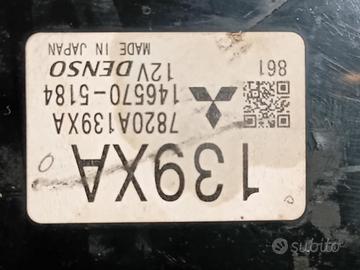 139XA
7820A139XA
146570-5184
12V
861
DENSO
MADE IN JAPAN
subito